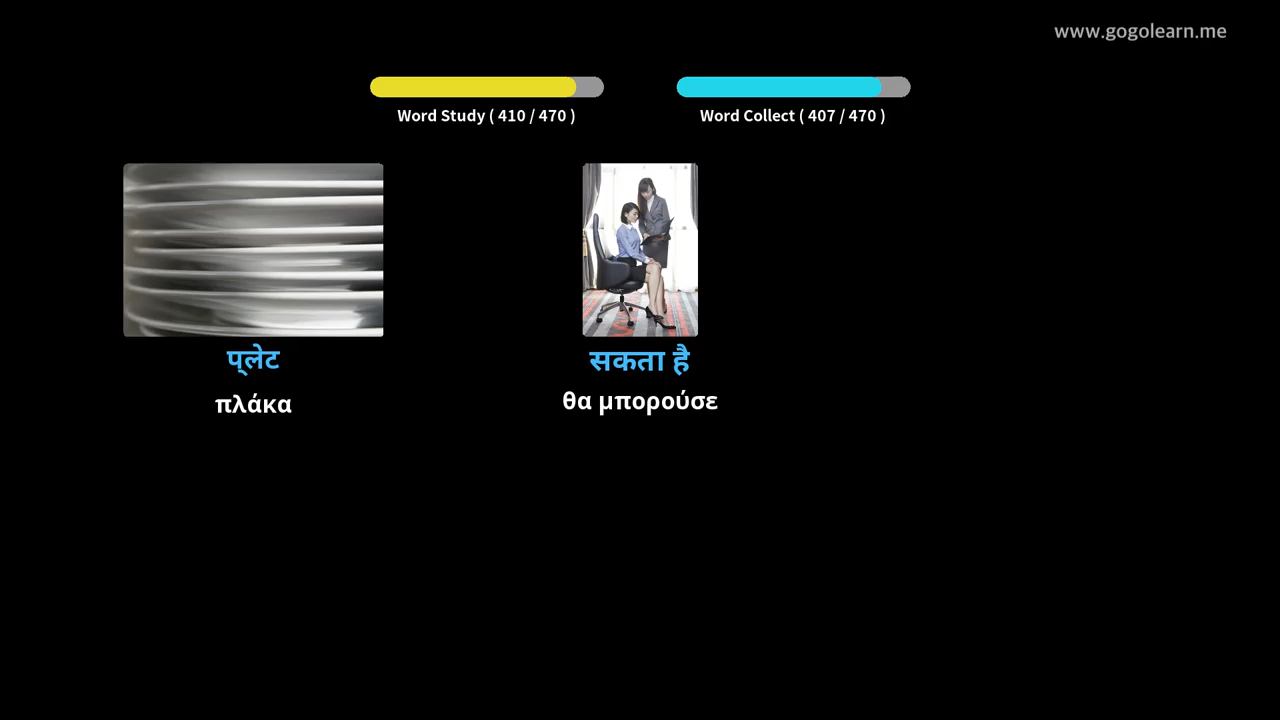 www.gogolearn.me
Word Study ( 410 / 470 )
Word Collect ( 407 / 470 )
प्लेट
πλάκα
सकता है
θα μπορούσε